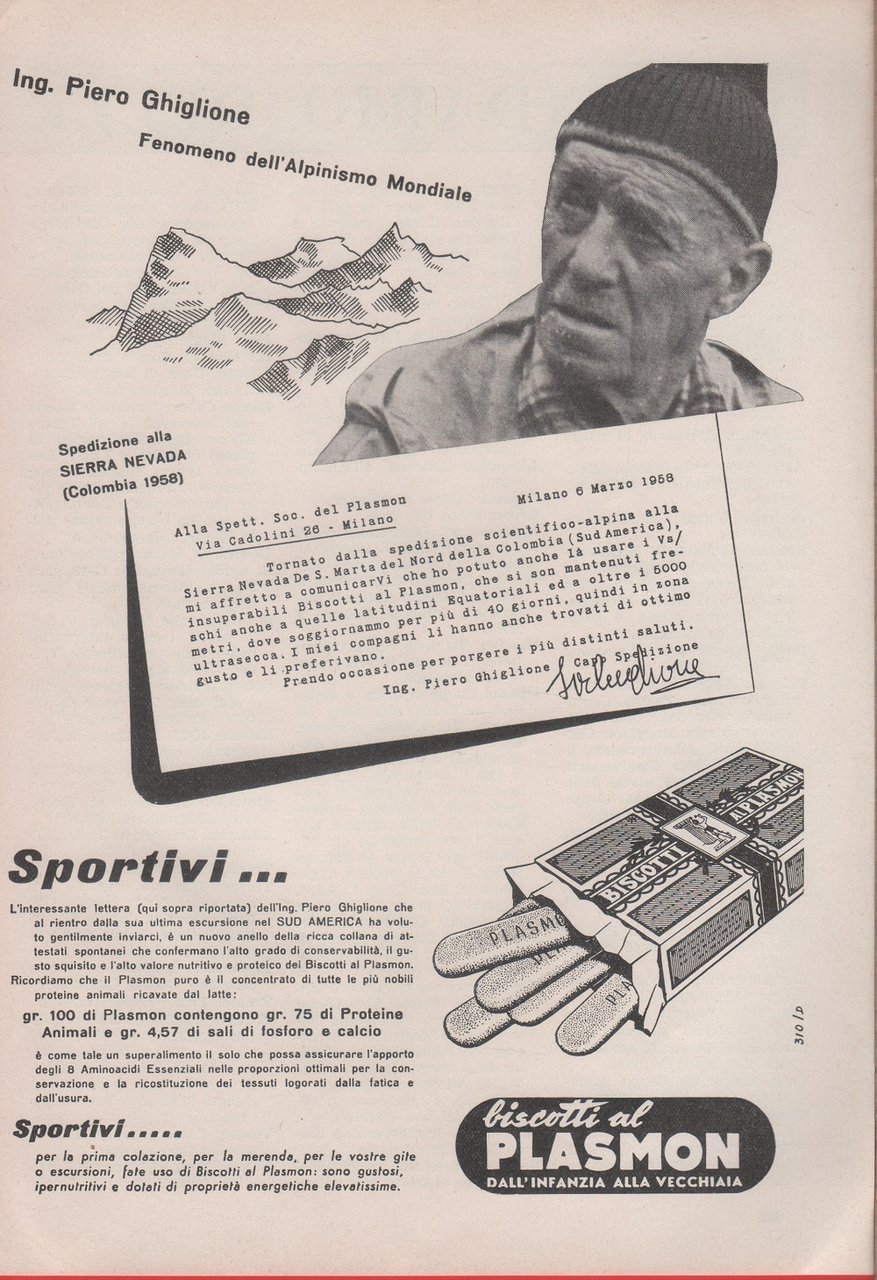 Ing. Piero Ghiglione
Fenomeno dell'Alpinismo Mondiale
Spedizione alla
SIERRA NEVADA
(Colombia 1958)
Alla Spett. Soc. del Plasmon
Via Cadolini 26 - Milano
Milano 6 Marzo 1958
Tornato dalla spedizione scientifico-alpina alla
Sierra Nevada De S. Marta del Nord della Colombia (Sud America),
mi affretto a comunicarVi che ho potuto anche là usare i Vs/
insuperabili Biscotti al Plasmon, che si son mantenuti fre-
schi anche a quelle latitudini Equatoriali ed a oltre i 5000
metri, dove soggiornammo per più di 40 giorni, quindi in zona
ultrasecca. I miei compagni li hanno anche trovati di ottimo
gusto e li preferivano.
Prendo occasione per porgere i più distinti saluti.
Ing. Piero Ghiglione Capo Spedizione
Ghiglione
Sportivi...
L'interessante lettera (qui sopra riportata) dell'Ing. Piero Ghiglione che
al rientro dalla sua ultima escursione nel SUD AMERICA ha volu-
to gentilmente inviarci, è un nuovo anello della ricca collana di at-
testati spontanei che confermano l'alto grado di conservabilità, il gu-
sto squisito e l'alto valore nutritivo e proteico dei Biscotti al Plasmon.
Ricordiamo che il Plasmon puro è il concentrato di tutte le più nobili
proteine animali ricavate dal latte:
gr. 100 di Plasmon contengono gr. 75 di Proteine
Animali e gr. 4,57 di sali di fosforo e calcio
è come tale un superalimento il solo che possa assicurare l'apporto
degli 8 Aminoacidi Essenziali nelle proporzioni ottimali per la con-
servazione e la ricostituzione dei tessuti logorati dalla fatica e
dall'usura.
Sportivi.....
per la prima colazione, per la merenda, per le vostre gite
o escursioni, fate uso di Biscotti al Plasmon: sono gustosi,
ipernutritivi e dotati di proprietà energetiche elevatissime.
BISCOTTI ALPLASMON
PLASMO
PLA
310/D
biscotti al
PLASMON
DALL'INFANZIA ALLA VECCHIAIA